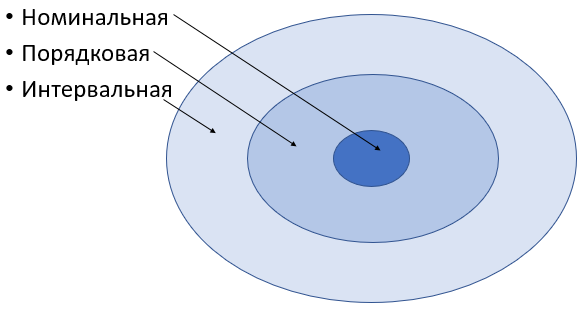 • Номинальная
• Порядковая
• Интервальная